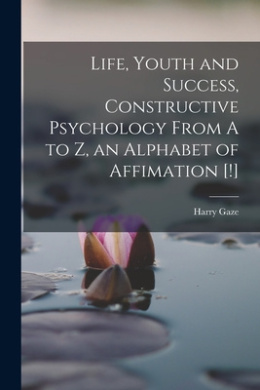 Life, Youth and
Success,
Constructive
Psychology From A
to Z, an Alphabet of
Affimation [!]
Harry Gaze